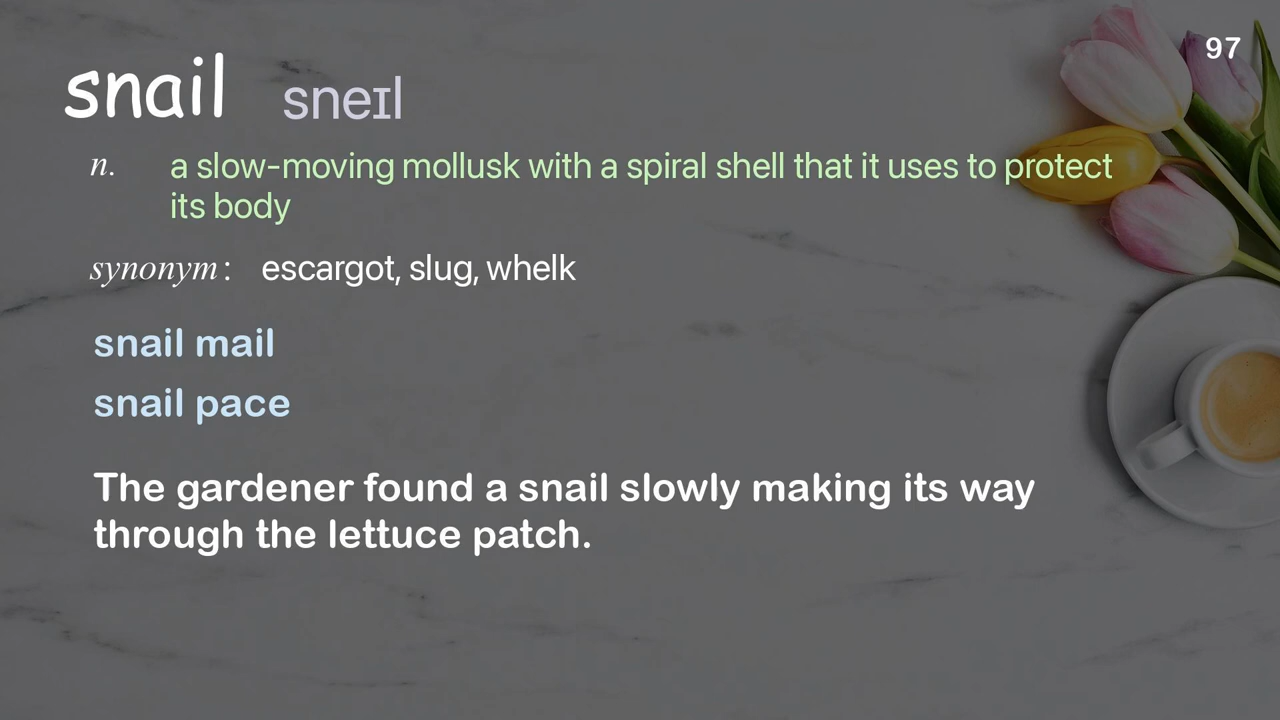 97
snail sneɪl
n. a slow-moving mollusk with a spiral shell that it uses to protect
its body
synonym: escargot, slug, whelk
snail mail
snail pace
The gardener found a snail slowly making its way
through the lettuce patch.